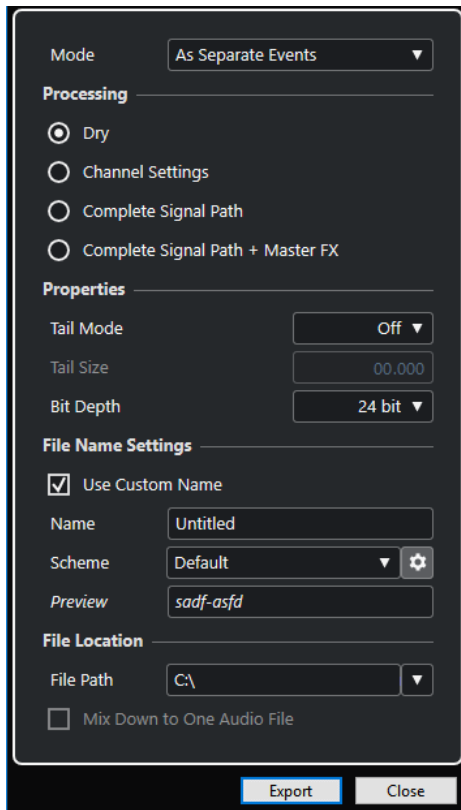 Mode As Separate Events
Processing
Dry
Channel Settings
Complete Signal Path
Complete Signal Path + Master FX
Properties
Tail Mode Off
Tail Size 00.000
Bit Depth 24 bit
File Name Settings
Use Custom Name
Name Untitled
Scheme Default
Preview sadf-asfd
File Location
File Path C:\
Mix Down to One Audio File
Export Close